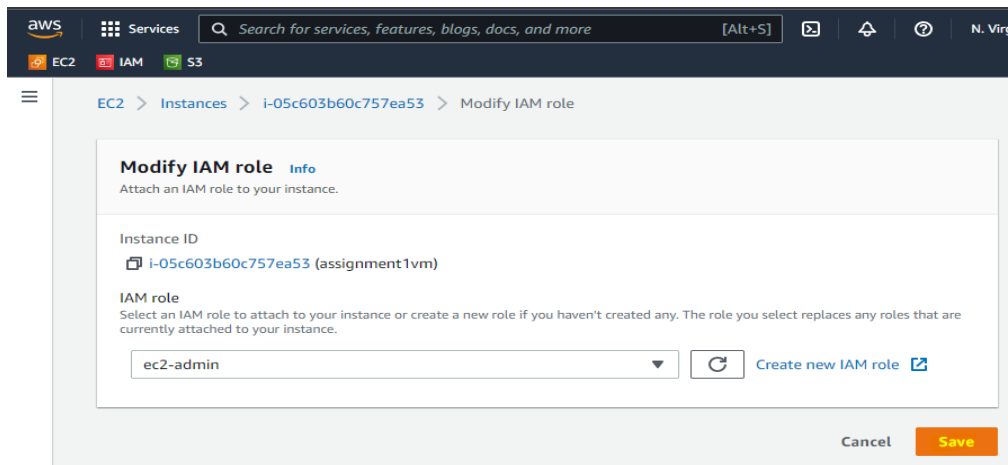 aws
Services
Search for services, features, blogs, docs, and more
[Alt+S]
N. Virg
EC2
IAM
S3
EC2 > Instances > i-05c603b60c757ea53 > Modify IAM role
Modify IAM role Info
Attach an IAM role to your instance.
Instance ID
i-05c603b60c757ea53 (assignment1vm)
IAM role
Select an IAM role to attach to your instance or create a new role if you haven't created any. The role you select replaces any roles that are
currently attached to your instance.
ec2-admin
Create new IAM role
Cancel
Save